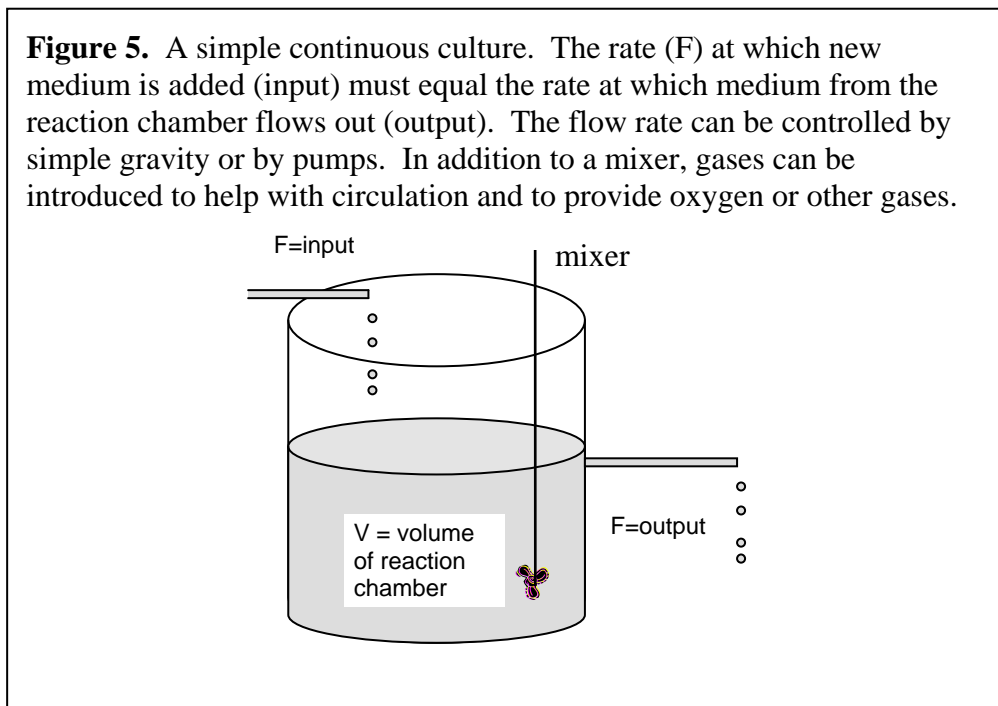 Figure 5. A simple continuous culture. The rate (F) at which new
medium is added (input) must equal the rate at which medium from the
reaction chamber flows out (output). The flow rate can be controlled by
simple gravity or by pumps. In addition to a mixer, gases can be
introduced to help with circulation and to provide oxygen or other gases.
F=input
mixer
F=output
V = volume
of reaction
chamber